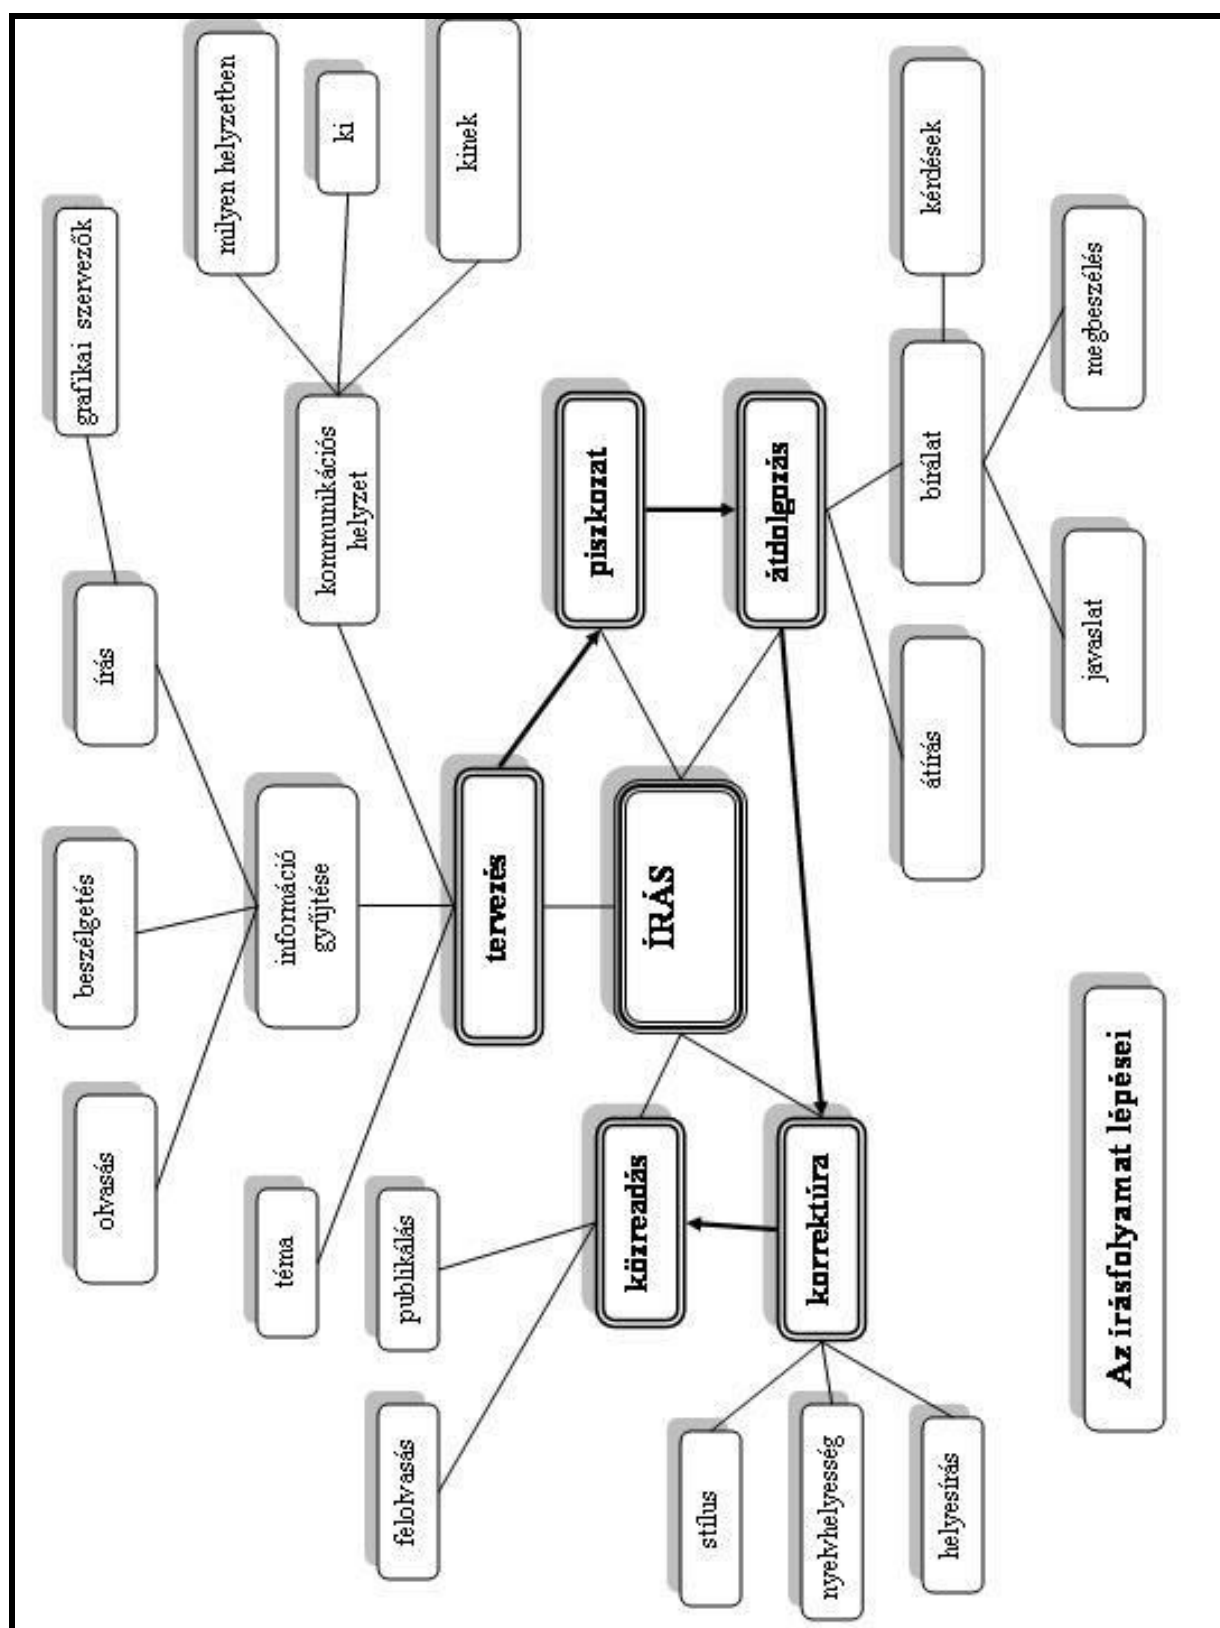 olvasás
beszélgetés
írás
grafikai szervezők
téma
információ
gyűjtése
kommunikációs
helyzet
milyen helyzetben
ki
kinek
felolvasás
publikálás
tervezés
közreadás
ÍRÁS
piszkozat
stílus
nyelvhelyesség
helyesírás
korrektúra
átdolgozás
átírás
bírálat
kérdések
javaslat
megbeszélés
Az írásfolyamat lépései